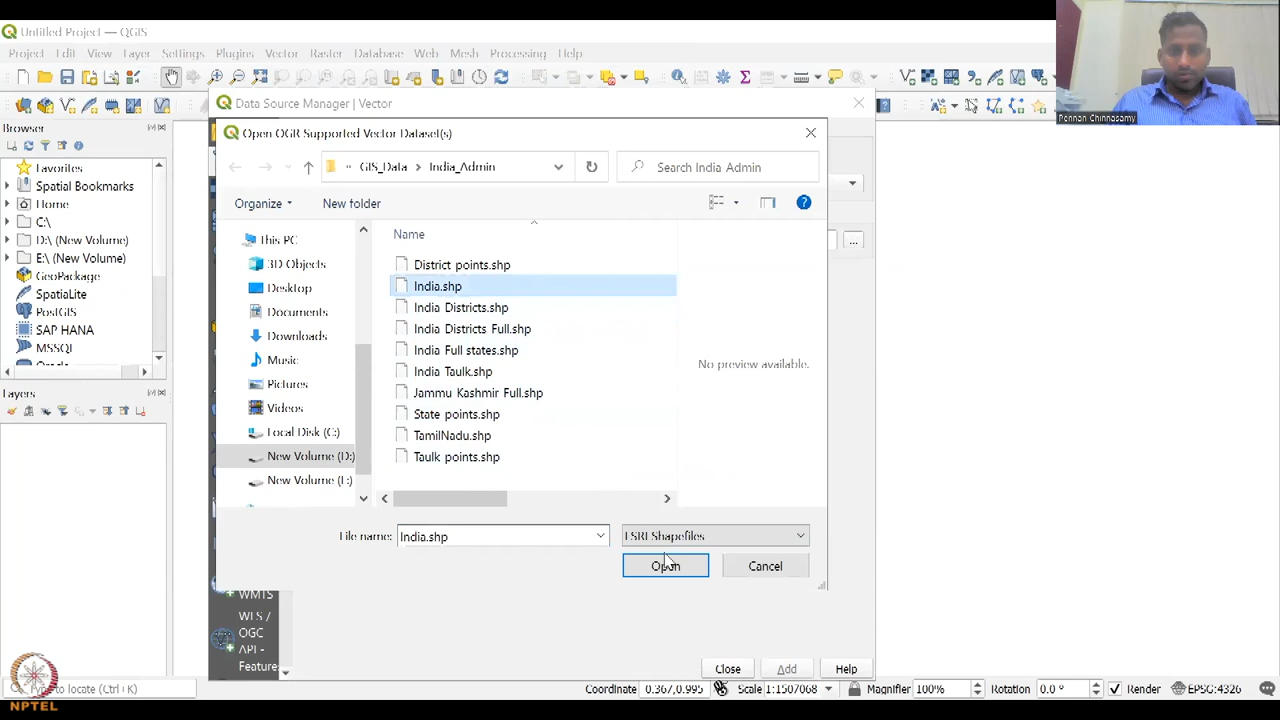 Untitled Project — QGIS
Project Edit View Layer Settings Plugins Vector Raster Database Web Mesh Processing Help
Pennan Chinnasamy
Data Source Manager | Vector
Browser
Favorites
Spatial Bookmarks
Home
C:\
D:\ (New Volume)
E:\ (New Volume)
GeoPackage
SpatiaLite
PostGIS
SAP HANA
MSSQL
Oracle
Layers
Open OGR Supported Vector Dataset(s)
GIS_Data India_Admin
Search India Admin
Organize New folder
This PC
3D Objects
Desktop
Documents
Downloads
Music
Pictures
Videos
Local Disk (C:)
New Volume (D:)
New Volume (E:)
Name
District points.shp
India.shp
India Districts.shp
India Districts Full.shp
India Full states.shp
India Taulk.shp
Jammu Kashmir Full.shp
State points.shp
TamilNadu.shp
Taulk points.shp
No preview available.
File name: India.shp
ESRI Shapefiles
Open Cancel
WMTS
WFS /
OGC
API -
Feature
Close Add Help
to locate (Ctrl+K)
Coordinate 0.367,0.995 Scale 1:1507068 Magnifier 100% Rotation 0.0 ° Render EPSG:4326
NPTEL